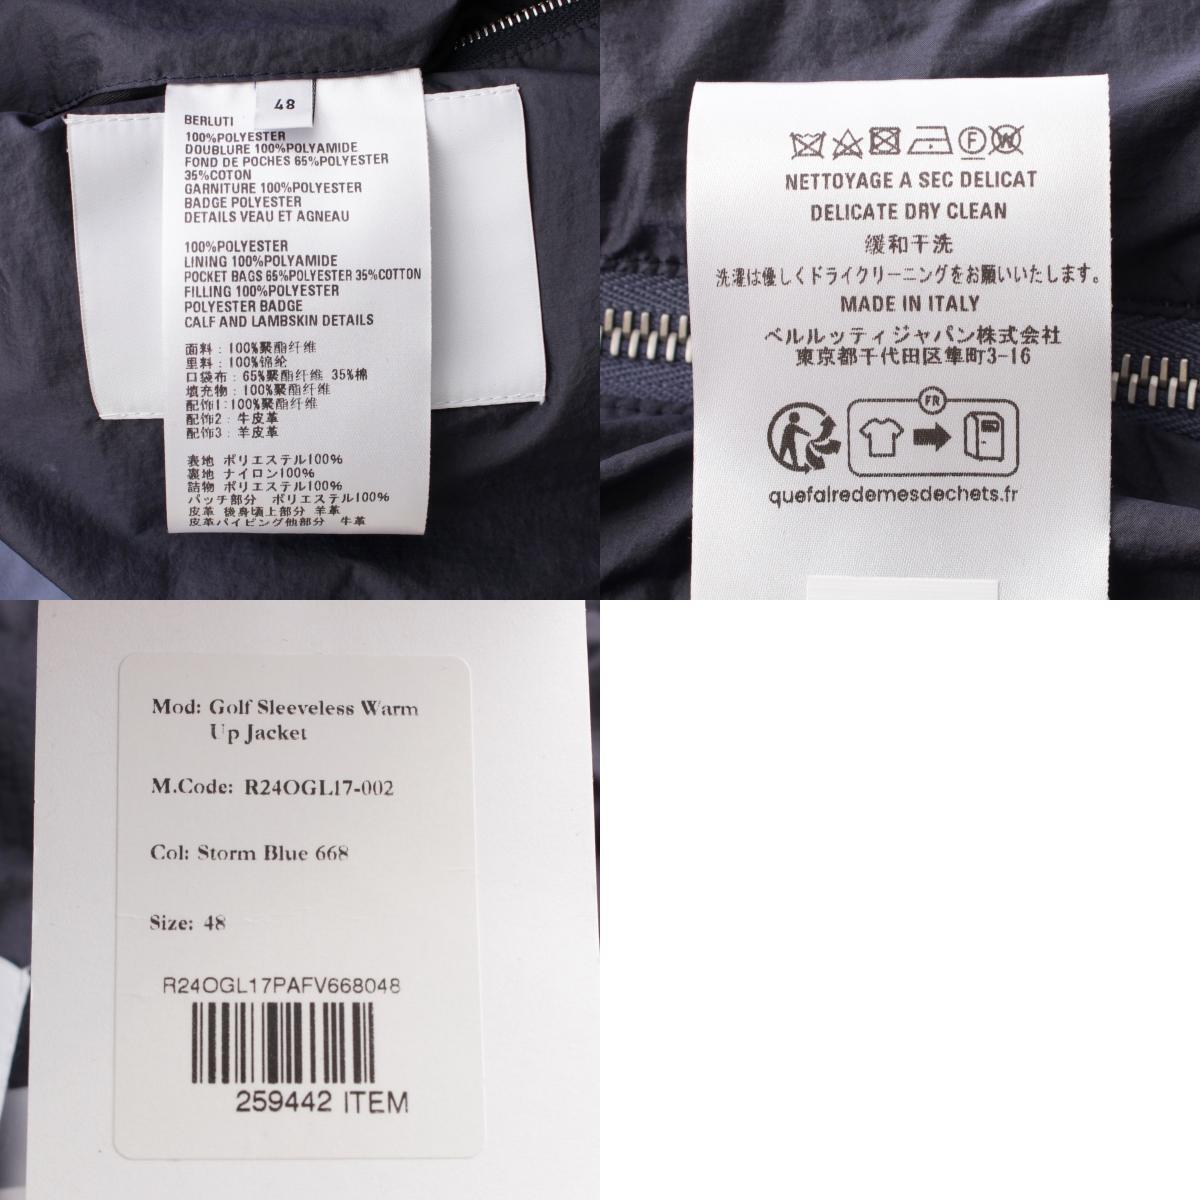 48
BERLUTI
100%POLYESTER
DOUBLURE 100%POLYAMIDE
FOND DE POCHES 65%POLYESTER
35%COTON
GARNITURE 100%POLYESTER
BADGE POLYESTER
DETAILS VEAU ET AGNEAU
100%POLYESTER
LINING 100%POLYAMIDE
POCKET BAGS 65%POLYESTER 35%COTTON
FILLING 100%POLYESTER
POLYESTER BADGE
CALF AND LAMBSKIN DETAILS
面料：100%聚酯纤维
里料：100%锦纶
口袋布：65%聚酯纤维 35%棉
填充物：100%聚酯纤维
配饰1：100%聚酯纤维
配饰2：牛皮革
配饰3：羊皮革
表地 ポリエステル100%
裏地 ナイロン100%
詰物 ポリエステル100%
パッチ部分 ポリエステル100%
皮革 後身頃上部分 羊革
皮革パイピング他部分 牛革
F W
NETTOYAGE A SEC DELICAT
DELICATE DRY CLEAN
缓和干洗
洗濯は優しくドライクリーニングをお願いいたします。
MADE IN ITALY
ベルルッティジャパン株式会社
東京都千代田区隼町3-16
FR
quefairedemesdechets.fr
Mod: Golf Sleeveless Warm
Up Jacket
M.Code: R24OGL17-002
Col: Storm Blue 668
Size: 48
R24OGL17PAFV668048
259442 ITEM